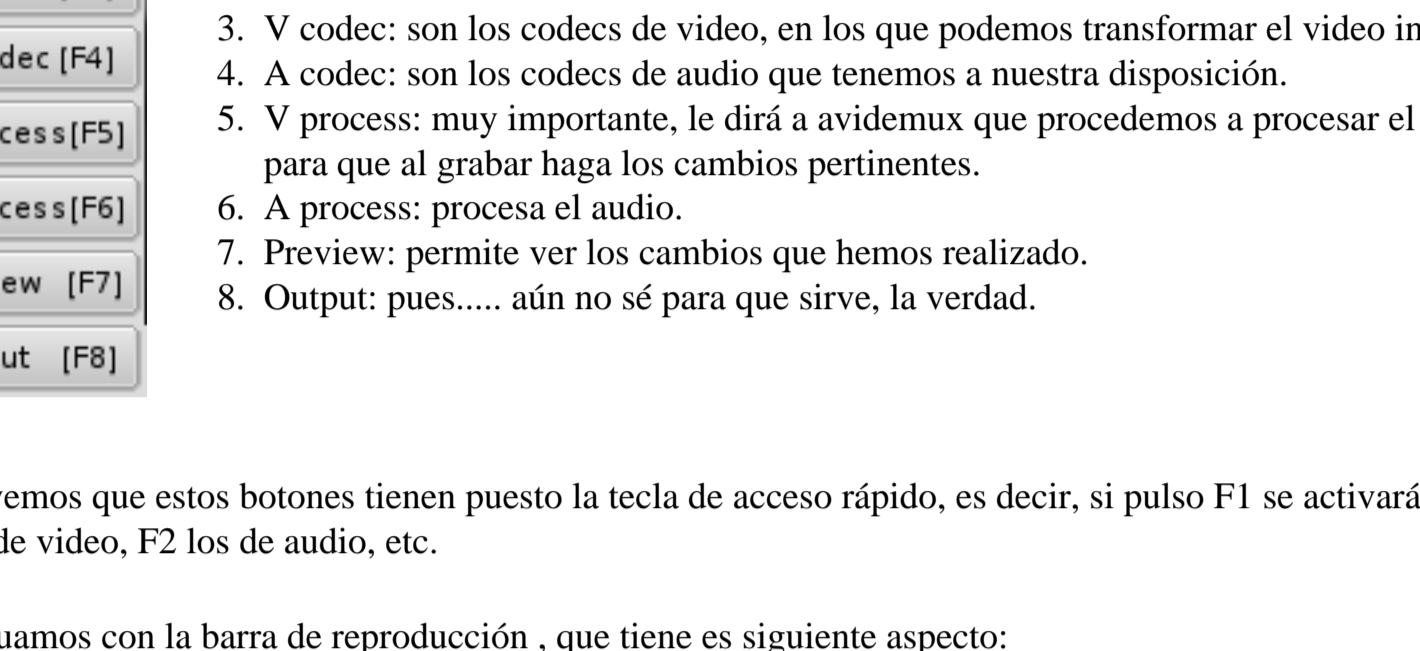 dec [F4]
cess[F5]
cess[F6]
ew [F7]
ut [F8]
3. V codec: son los codecs de video, en los que podemos transformar el video in
4. A codec: son los codecs de audio que tenemos a nuestra disposición.
5. V process: muy importante, le dirá a avidemux que procedemos a procesar el
para que al grabar haga los cambios pertinentes.
6. A process: procesa el audio.
7. Preview: permite ver los cambios que hemos realizado.
8. Output: pues..... aún no sé para que sirve, la verdad.
vemos que estos botones tienen puesto la tecla de acceso rápido, es decir, si pulso F1 se activará
de video, F2 los de audio, etc.
uamos con la barra de reproducción , que tiene es siguiente aspecto: